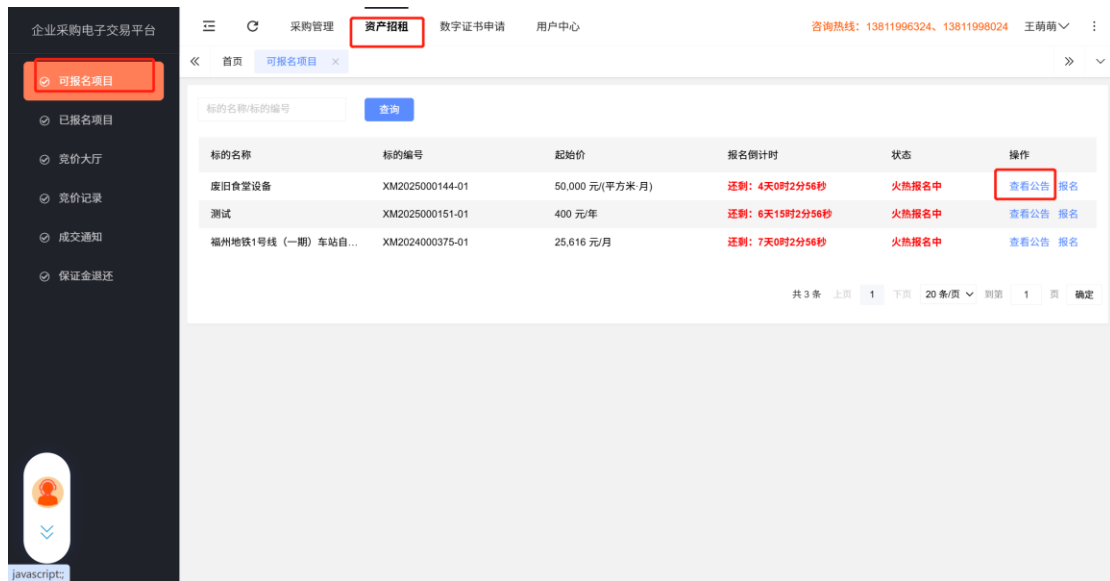 企业采购电子交易平台
采购管理 资产招租 数字证书申请 用户中心 咨询热线：13811996324、13811998024 王萌萌
首页 可报名项目 ×
可报名项目
已报名项目
竞价大厅
竞价记录
成交通知
保证金退还
标的名称/标的编号 查询
标的名称 标的编号 起始价 报名倒计时 状态 操作
废旧食堂设备 XM2025000144-01 50,000 元/(平方米·月) 还剩：4天0时2分56秒 火热报名中 查看公告 报名
测试 XM2025000151-01 400 元/年 还剩：6天15时2分56秒 火热报名中 查看公告 报名
福州地铁1号线（一期）车站自... XM2024000375-01 25,616 元/月 还剩：7天0时2分56秒 火热报名中 查看公告 报名
共 3 条 上页 1 下页 20 条/页 到第 1 页 确定
javascript:;